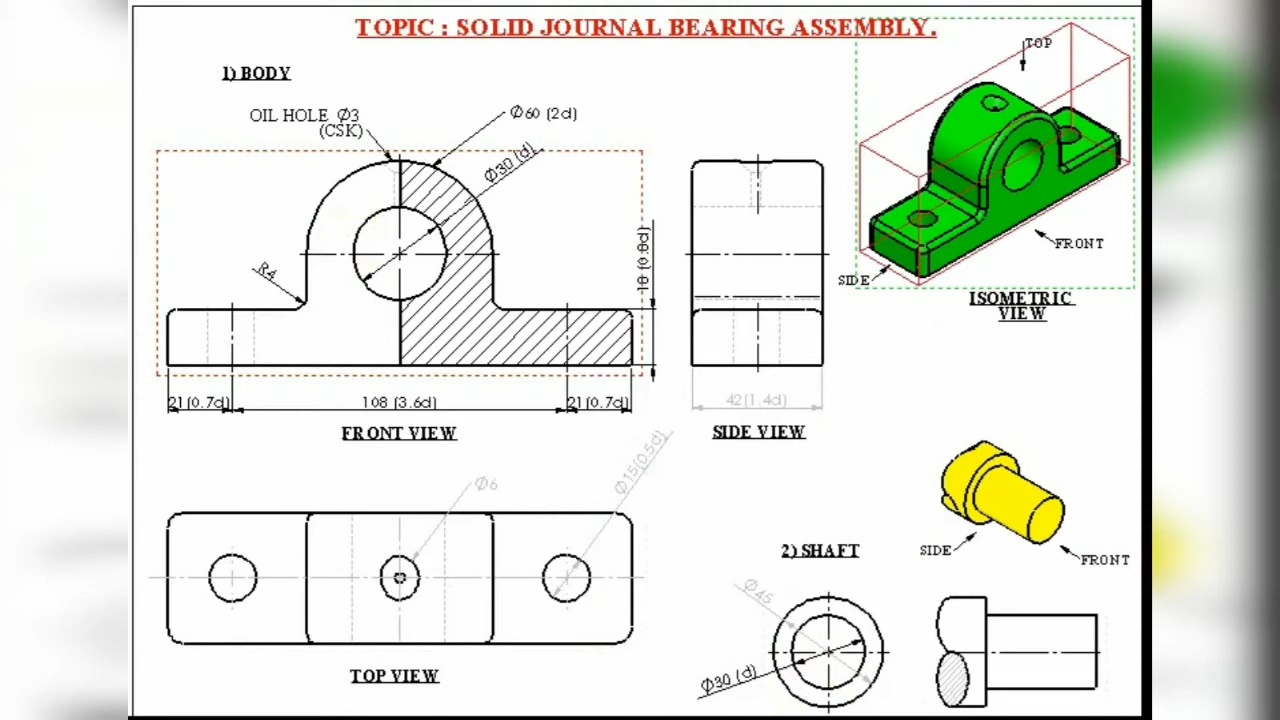 TOPIC : SOLID JOURNAL BEARING ASSEMBLY.
1) BODY
OIL HOLE Ø3
(CSK)
Ø60 (2d)
Ø30 (d)
R4
18 (0.6d)
21(0.7d)
108 (3.6d)
21(0.7d)
FRONT VIEW
42(1.4d)
SIDE VIEW
TOP
FRONT
SIDE
ISOMETRIC
VIEW
Ø6
Ø15(0.5d)
TOP VIEW
2) SHAFT
SIDE
FRONT
Ø45
Ø30 (d)